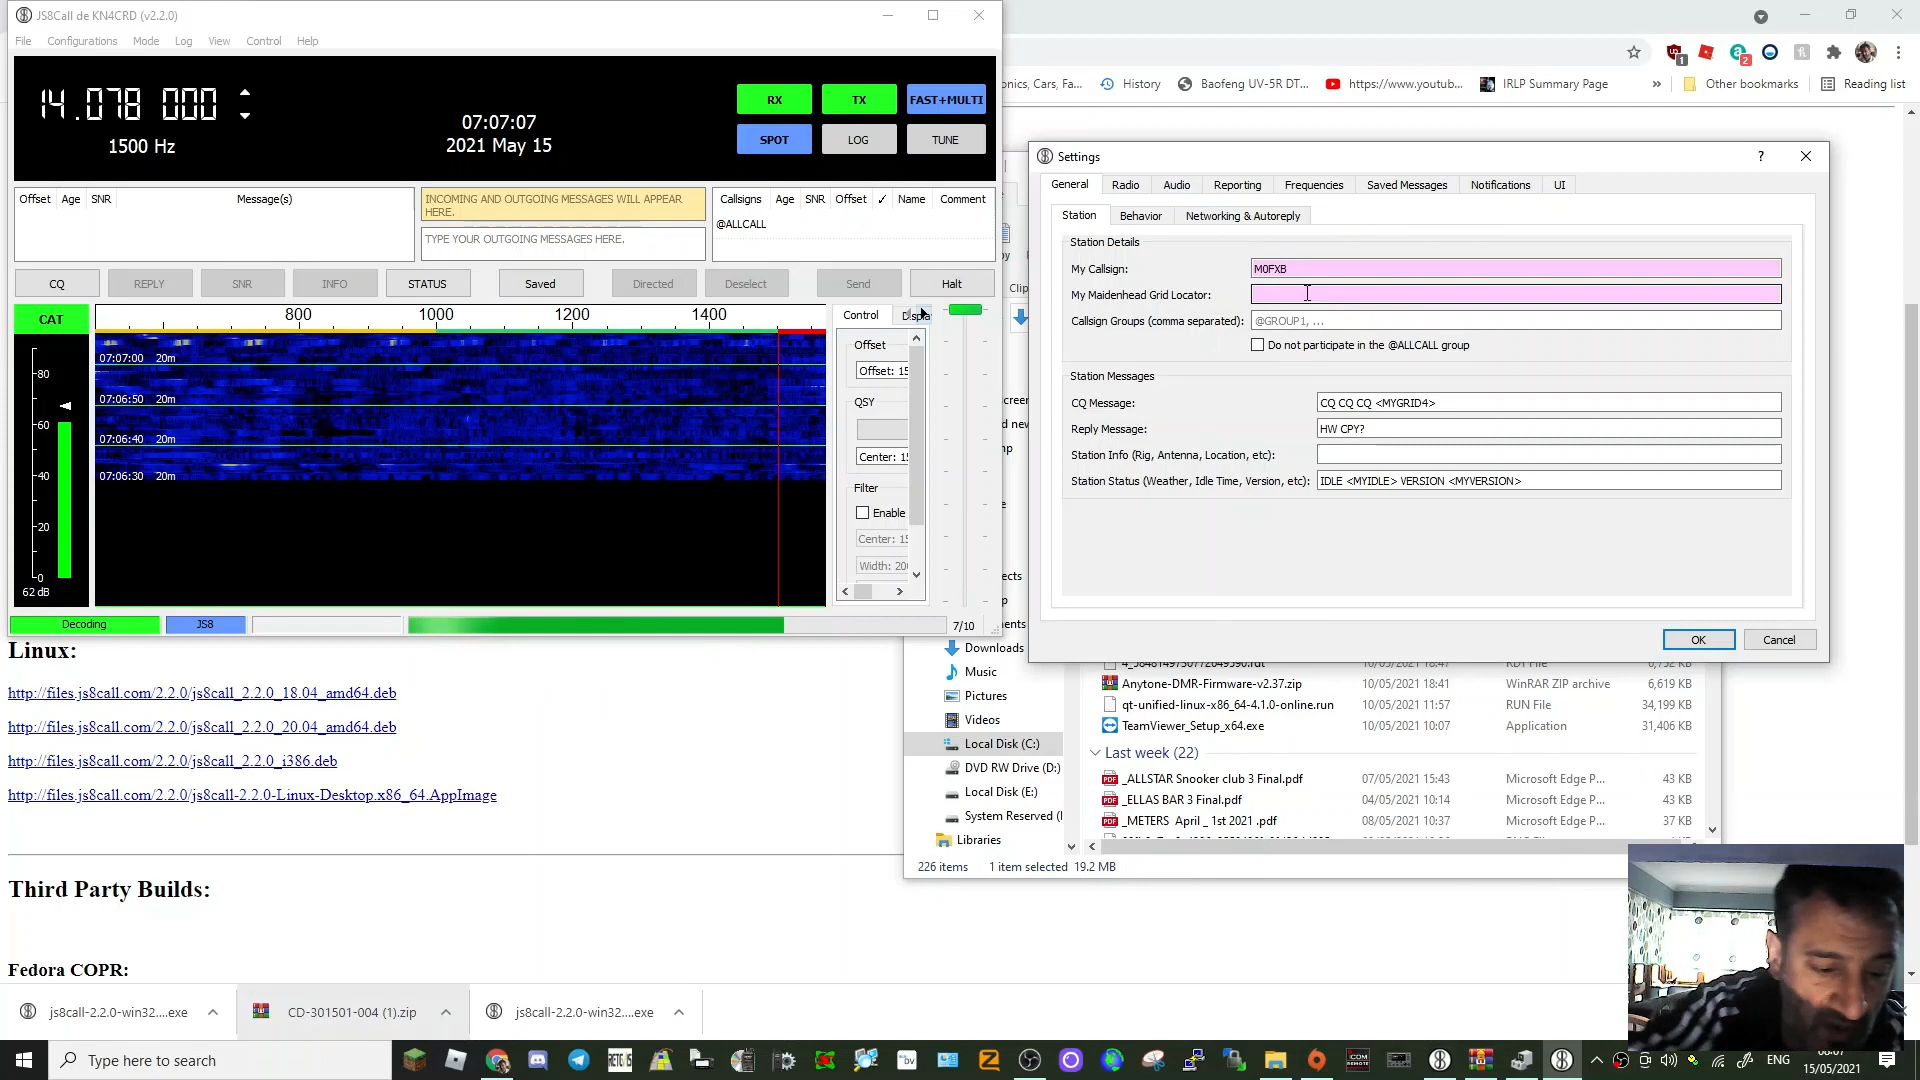 JS8Call de KN4CRD (v2.2.0)
File Configurations Mode Log View Control Help
14.078 000
1500 Hz
07:07:07
2021 May 15
RX TX FAST+MULTI
SPOT LOG TUNE
Offset Age SNR Message(s)
INCOMING AND OUTGOING MESSAGES WILL APPEAR
HERE.
TYPE YOUR OUTGOING MESSAGES HERE.
Callsigns Age SNR Offset ✓ Name Comment
@ALLCALL
CQ REPLY SNR INFO STATUS Saved Directed Deselect Send Halt
CAT
80
60
40
20
0
62 dB
800 1000 1200 1400
07:07:00 20m
07:06:50 20m
07:06:40 20m
07:06:30 20m
Control
Offset
Offset: 15
QSY
Center: 15
Filter
Enable
Center: 15
Width: 200
Decoding JS8 7/10
onics, Cars, Fa... History Baofeng UV-5R DT... https://www.youtub... IRLP Summary Page » Other bookmarks Reading list
Settings ?
General Radio Audio Reporting Frequencies Saved Messages Notifications UI
Station Behavior Networking & Autoreply
Station Details
My Callsign: M0FXB
My Maidenhead Grid Locator:
Callsign Groups (comma separated): @GROUP1, ...
Do not participate in the @ALLCALL group
Station Messages
CQ Message: CQ CQ CQ <MYGRID4>
Reply Message: HW CPY?
Station Info (Rig, Antenna, Location, etc):
Station Status (Weather, Idle Time, Version, etc): IDLE <MYIDLE> VERSION <MYVERSION>
OK Cancel
Clip
Downloads
Music
Pictures
Videos
Local Disk (C:)
DVD RW Drive (D:)
Local Disk (E:)
System Reserved (
Libraries
Anytone-DMR-Firmware-v2.37.zip 10/05/2021 18:41 WinRAR ZIP archive 6,619 KB
qt-unified-linux-x86_64-4.1.0-online.run 10/05/2021 11:57 RUN File 34,199 KB
TeamViewer_Setup_x64.exe 10/05/2021 10:07 Application 31,406 KB
Last week (22)
_ALLSTAR Snooker club 3 Final.pdf 07/05/2021 15:43 Microsoft Edge P... 43 KB
_ELLAS BAR 3 Final.pdf 04/05/2021 10:14 Microsoft Edge P... 43 KB
_METERS April _ 1st 2021 .pdf 08/05/2021 10:37 Microsoft Edge P... 37 KB
226 items 1 item selected 19.2 MB
Linux:
http://files.js8call.com/2.2.0/js8call_2.2.0_18.04_amd64.deb
http://files.js8call.com/2.2.0/js8call_2.2.0_20.04_amd64.deb
http://files.js8call.com/2.2.0/js8call_2.2.0_i386.deb
http://files.js8call.com/2.2.0/js8call-2.2.0-Linux-Desktop.x86_64.AppImage
Third Party Builds:
Fedora COPR:
js8call-2.2.0-win32....exe CD-301501-004 (1).zip js8call-2.2.0-win32....exe
Type here to search
ENG
15/05/2021